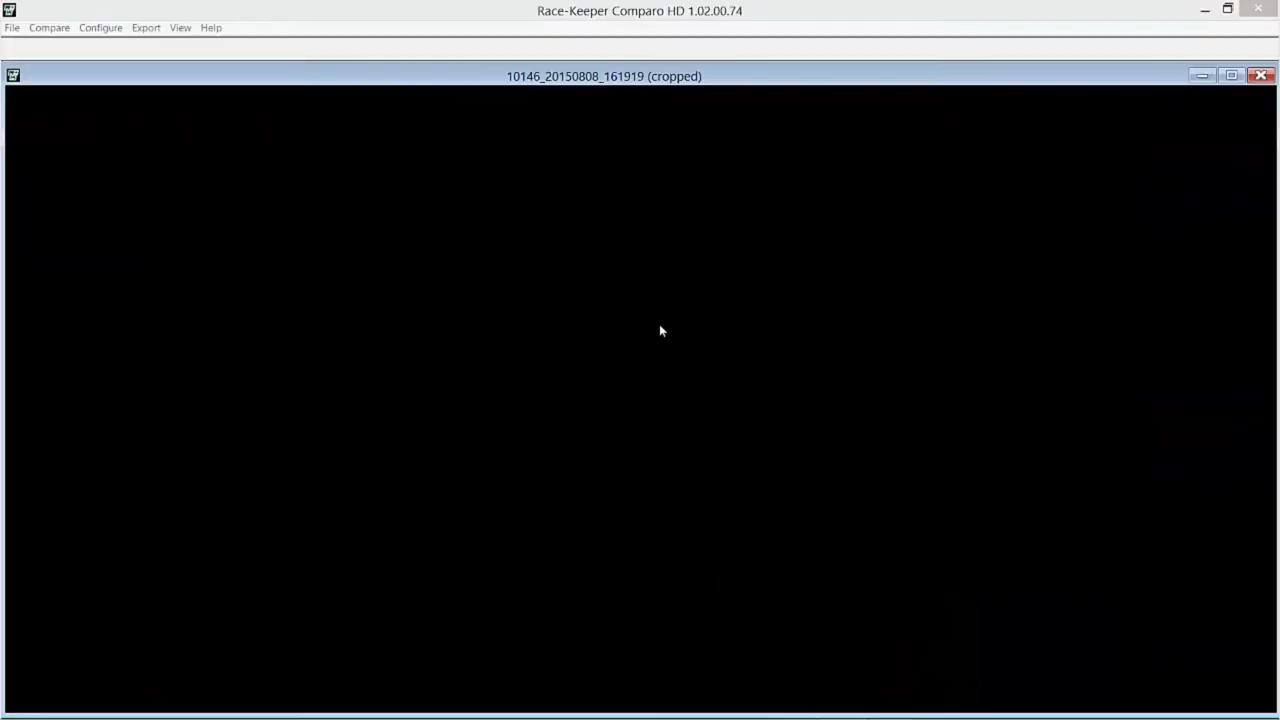 Race-Keeper Comparo HD 1.02.00.74
File Compare Configure Export View Help
10146_20150808_161919 (cropped)